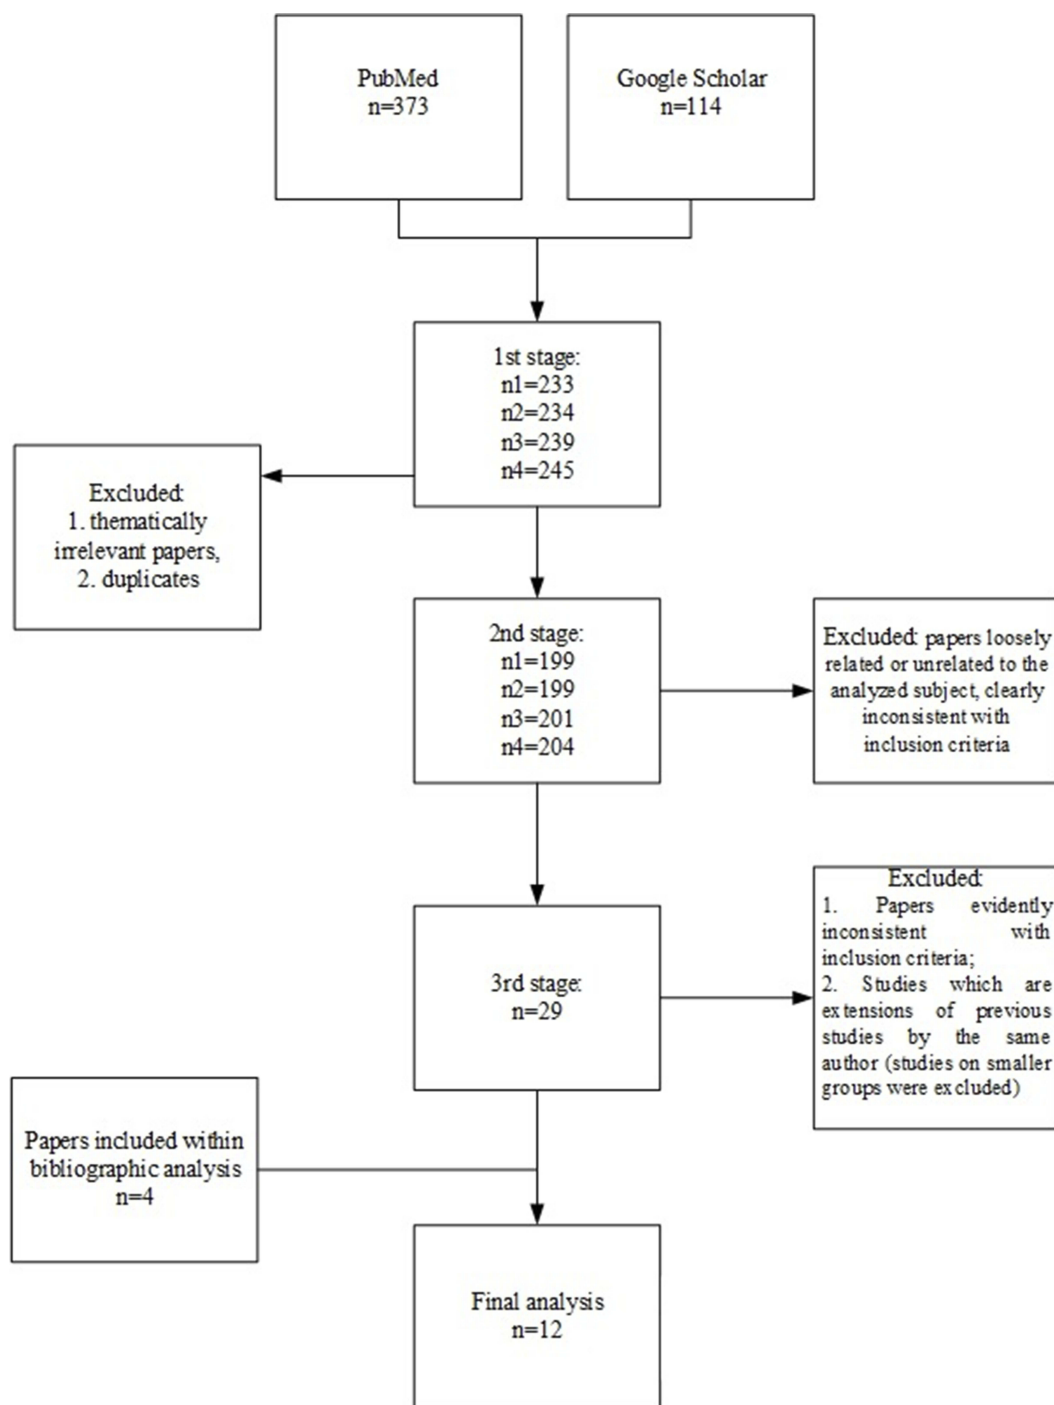 PubMed
n=373
Google Scholar
n=114
1st stage:
n1=233
n2=234
n3=239
n4=245
Excluded:
1. thematically
irrelevant papers,
2. duplicates
2nd stage:
n1=199
n2=199
n3=201
n4=204
Excluded: papers loosely
related or unrelated to the
analyzed subject, clearly
inconsistent with
inclusion criteria
3rd stage:
n=29
Excluded:
1. Papers evidently
inconsistent with
inclusion criteria;
2. Studies which are
extensions of previous
studies by the same
author (studies on smaller
groups were excluded)
Papers included within
bibliographic analysis
n=4
Final analysis
n=12